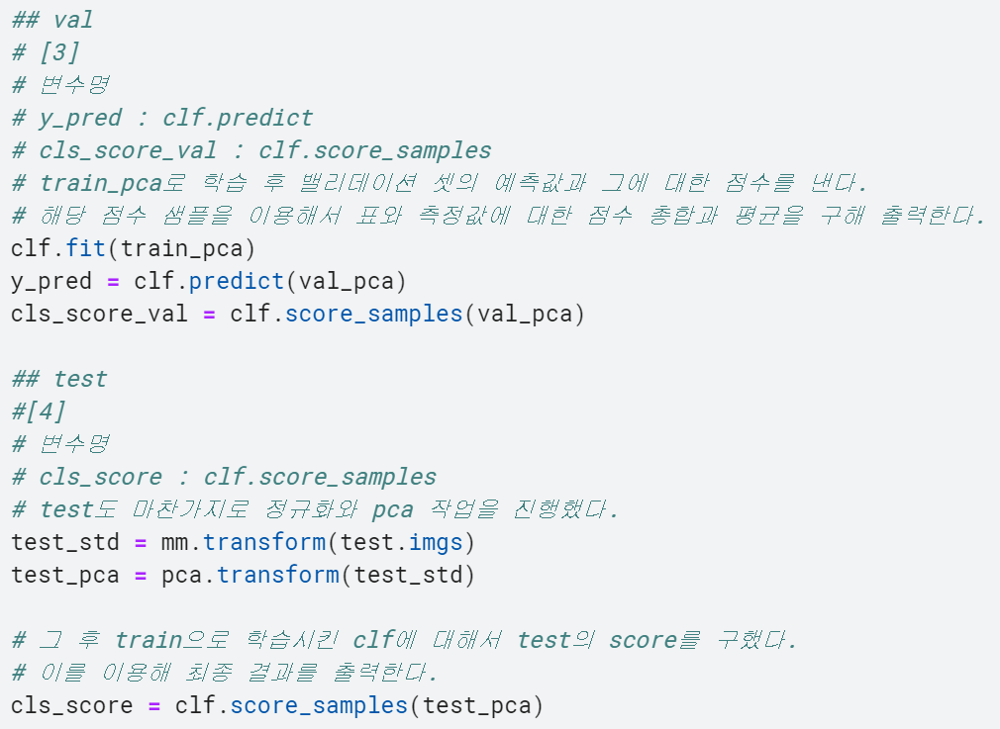 ## val
# [3]
# 변수명
# y_pred : clf.predict
# cls_score_val : clf.score_samples
# train_pca로 학습 후 밸리데이션 셋의 예측값과 그에 대한 점수를 낸다.
# 해당 점수 샘플을 이용해서 표와 측정값에 대한 점수 총합과 평균을 구해 출력한다.
clf.fit(train_pca)
y_pred = clf.predict(val_pca)
cls_score_val = clf.score_samples(val_pca)
## test
#[4]
# 변수명
# cls_score : clf.score_samples
# test도 마찬가지로 정규화와 pca 작업을 진행했다.
test_std = mm.transform(test.imgs)
test_pca = pca.transform(test_std)
# 그 후 train으로 학습시킨 clf에 대해서 test의 score를 구했다.
# 이를 이용해 최종 결과를 출력한다.
cls_score = clf.score_samples(test_pca)